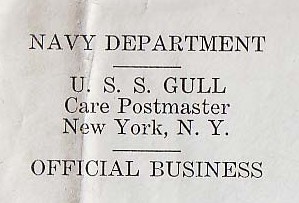 NAVY DEPARTMENT
U. S. S. GULL
Care Postmaster
New York, N. Y.
OFFICIAL BUSINESS